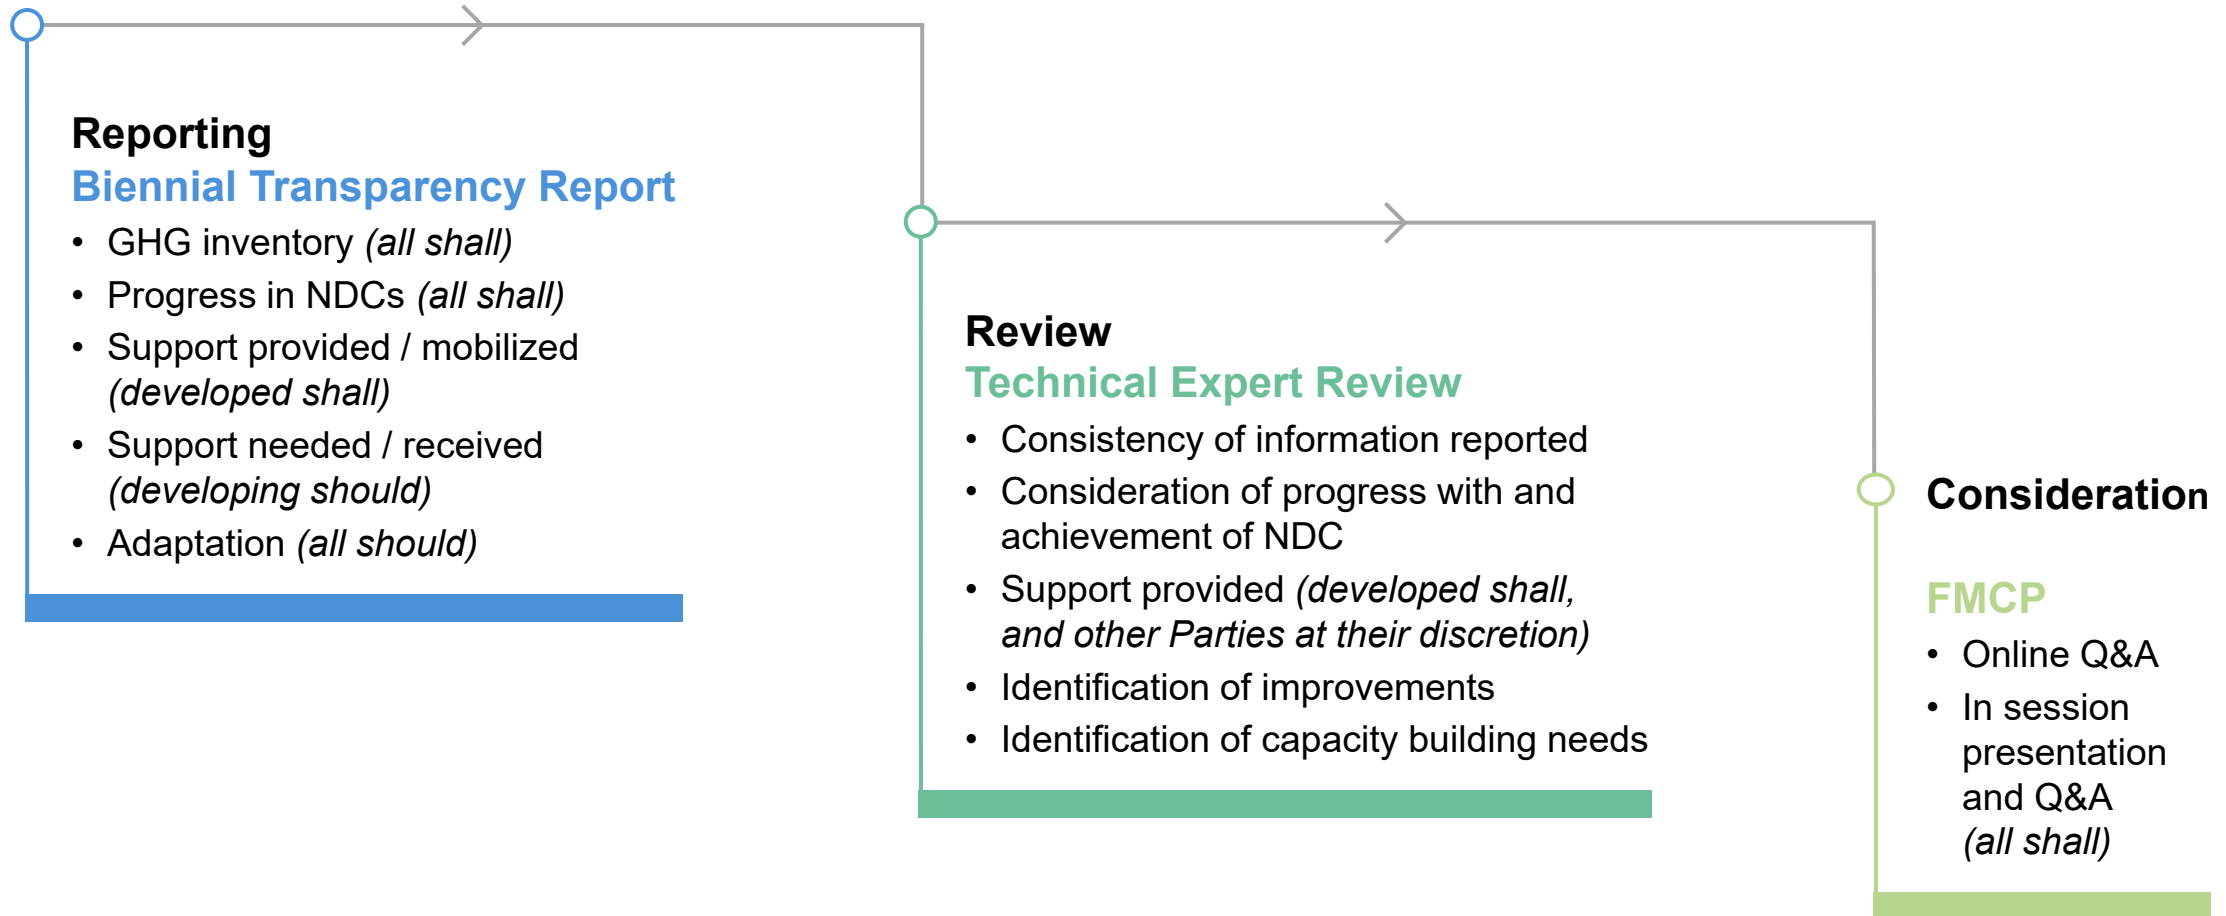 Reporting
Biennial Transparency Report
• GHG inventory (all shall)
• Progress in NDCs (all shall)
• Support provided / mobilized
(developed shall)
• Support needed / received
(developing should)
• Adaptation (all should)
Review
Technical Expert Review
• Consistency of information reported
• Consideration of progress with and
achievement of NDC
• Support provided (developed shall,
and other Parties at their discretion)
• Identification of improvements
• Identification of capacity building needs
Consideration
FMCP
• Online Q&A
• In session
presentation
and Q&A
(all shall)